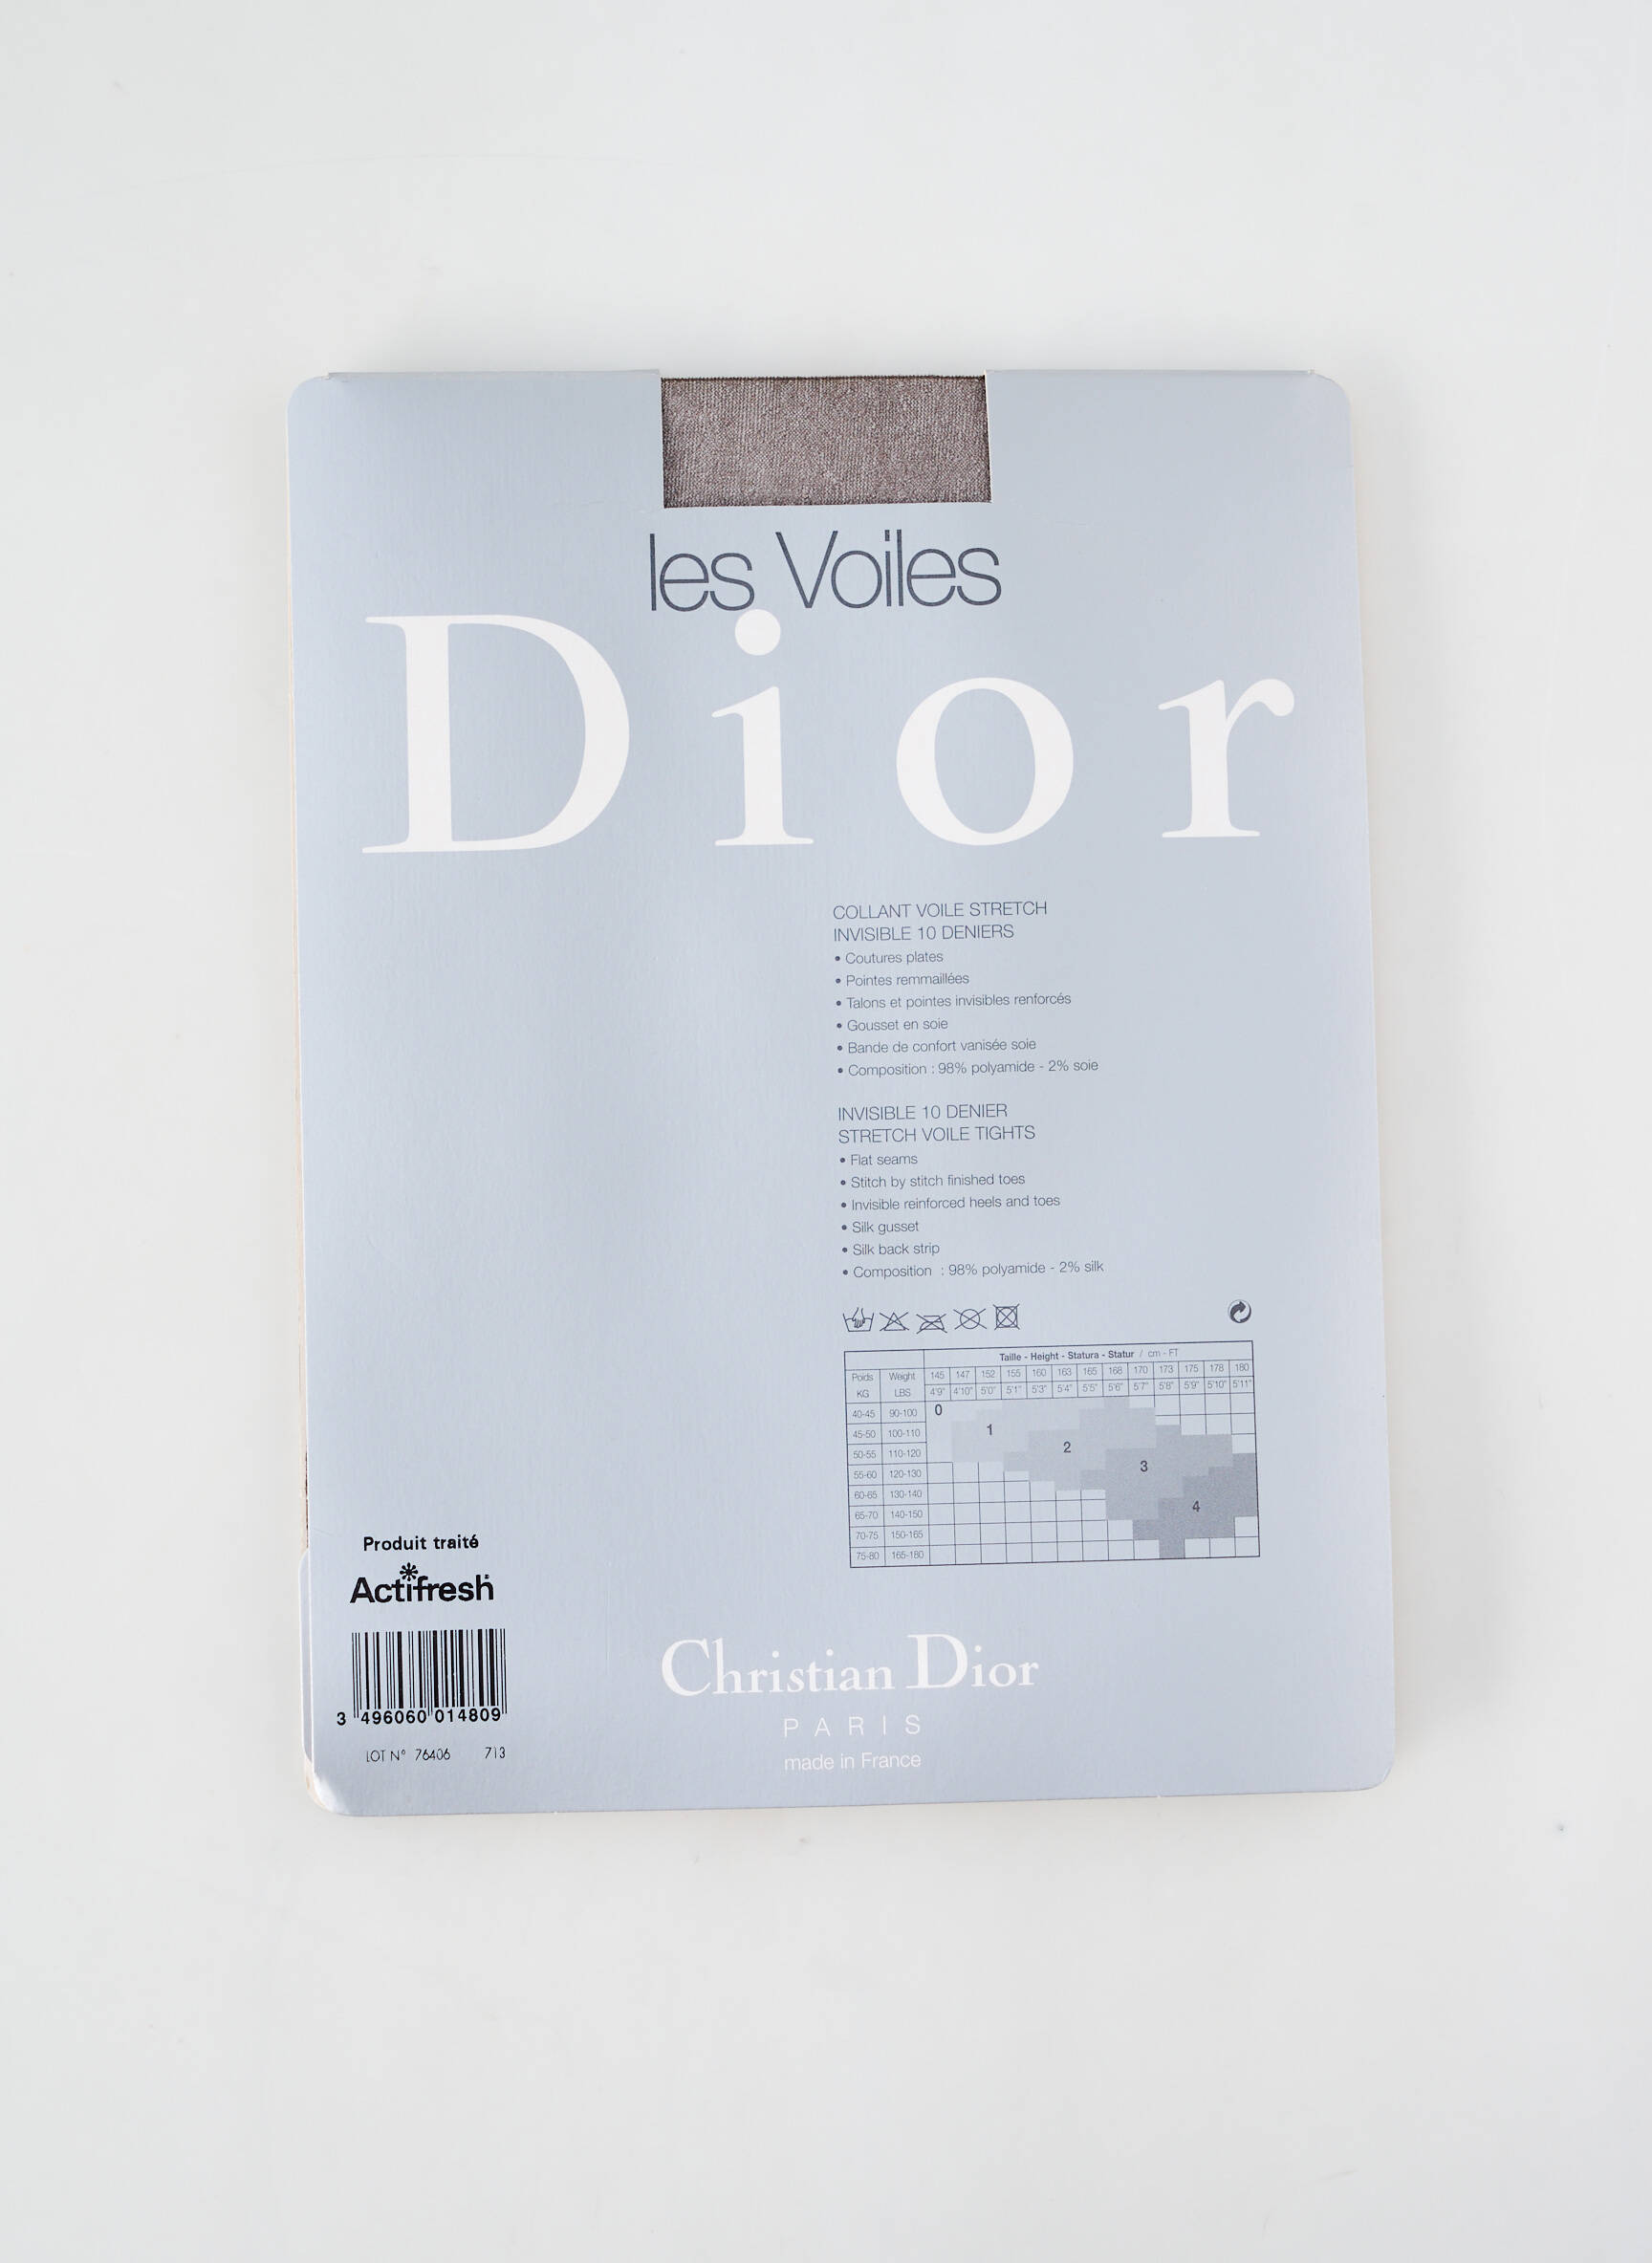 les Voiles
Dior
COLLANT VOILE STRETCH
INVISIBLE 10 DENIERS
• Coutures plates
• Pointes remmaillées
• Talons et pointes invisibles renforcés
• Gousset en soie
• Bande de confort vanisée soie
• Composition : 98% polyamide - 2% soie
INVISIBLE 10 DENIER
STRETCH VOILE TIGHTS
• Flat seams
• Stitch by stitch finished toes
• Invisible reinforced heels and toes
• Silk gusset
• Silk back strip
• Composition : 98% polyamide - 2% silk
Taille - Height - Statura - Statur / cm - FT
Poids Weight 145 147 152 155 160 163 165 168 170 173 175 178 180
KG LBS 4'9" 4'10" 5'0" 5'1" 5'3" 5'4" 5'5" 5'6" 5'7" 5'8" 5'9" 5'10" 5'11"
40-45 90-100 0
45-50 100-110 1
50-55 110-120 2
55-60 120-130 3
60-65 130-140
65-70 140-150 4
70-75 150-165
75-80 165-180
Produit traité
Actifresh
3 496060 014809
LOT N° 76406 713
Christian Dior
PARIS
made in France